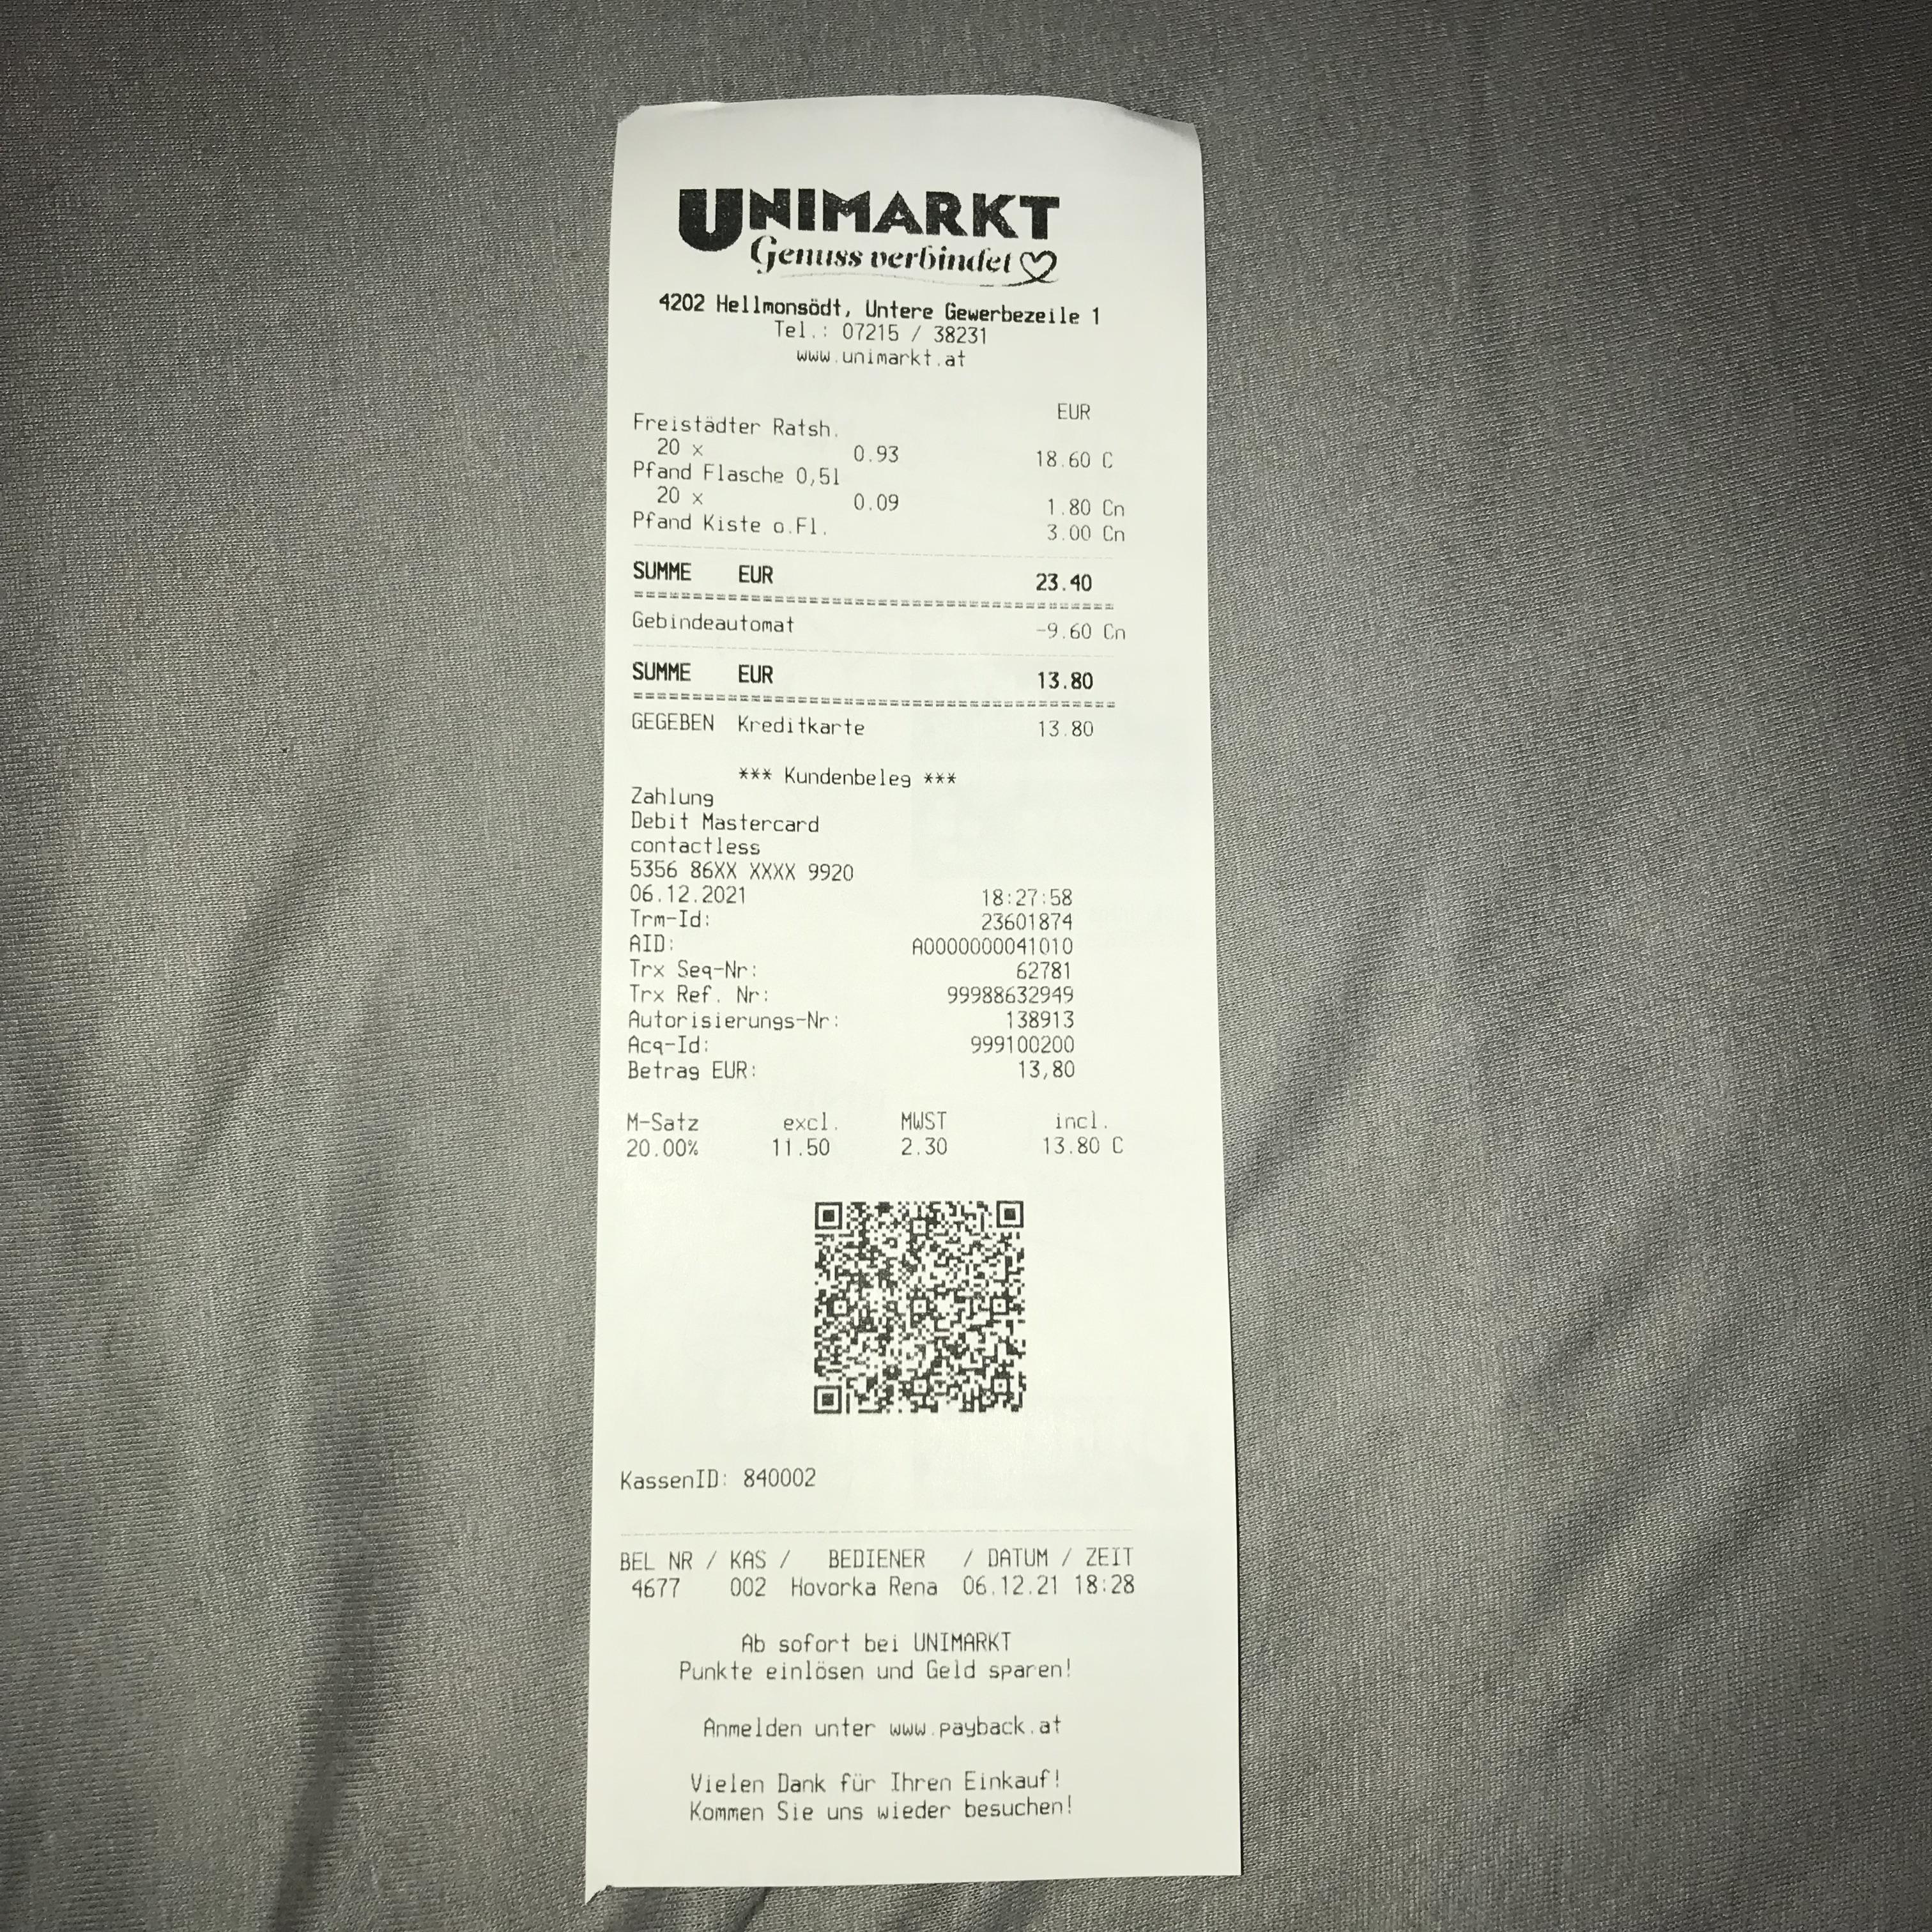 UNIMARKT
Genuss verbindet
4202 Hellmonsödt, Untere Gewerbezeile 1
Tel.: 07215 / 38231
www.unimarkt.at
EUR
Freistädter Ratsh.
20 x 0.93 18.60 C
Pfand Flasche 0,5l
20 x 0.09 1.80 Cn
Pfand Kiste o.Fl. 3.00 Cn
SUMME EUR 23.40
Gebindeautomat -9.60 Cn
SUMME EUR 13.80
GEGEBEN Kreditkarte 13.80
*** Kundenbeleg ***
Zahlung
Debit Mastercard
contactless
5356 86XX XXXX 9920
06.12.2021 18:27:58
Trm-Id: 23601874
AID: A0000000041010
Trx Seq-Nr: 62781
Trx Ref. Nr: 99988632949
Autorisierungs-Nr: 138913
Acq-Id: 999100200
Betrag EUR: 13,80
M-Satz excl. MWST incl.
20.00% 11.50 2.30 13.80 C
KassenID: 840002
BEL NR / KAS / BEDIENER / DATUM / ZEIT
4677 002 Hovorka Rena 06.12.21 18:28
Ab sofort bei UNIMARKT
Punkte einlösen und Geld sparen!
Anmelden unter www.payback.at
Vielen Dank für Ihren Einkauf!
Kommen Sie uns wieder besuchen!